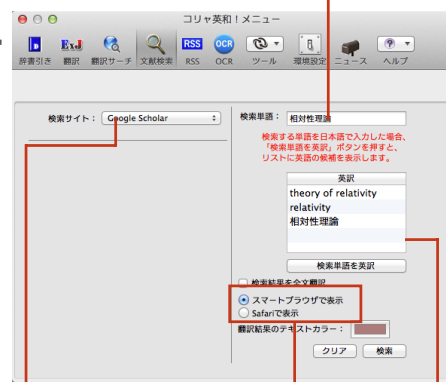 コリャ英和！メニュー
ExJ
RSS
OCR
?
辞書引き 翻訳 翻訳サーチ 文献検索 RSS OCR ツール 環境設定 ニュース ヘルプ
検索サイト： Google Scholar
検索単語： 相対性理論
検索する単語を日本語で入力した場合、
「検索単語を英訳」ボタンを押すと、
リストに英語の候補を表示します。
英訳
theory of relativity
relativity
相対性理論
検索単語を英訳
検索結果を全文翻訳
スマートブラウザで表示
Safariで表示
翻訳結果のテキストカラー：
クリア 検索